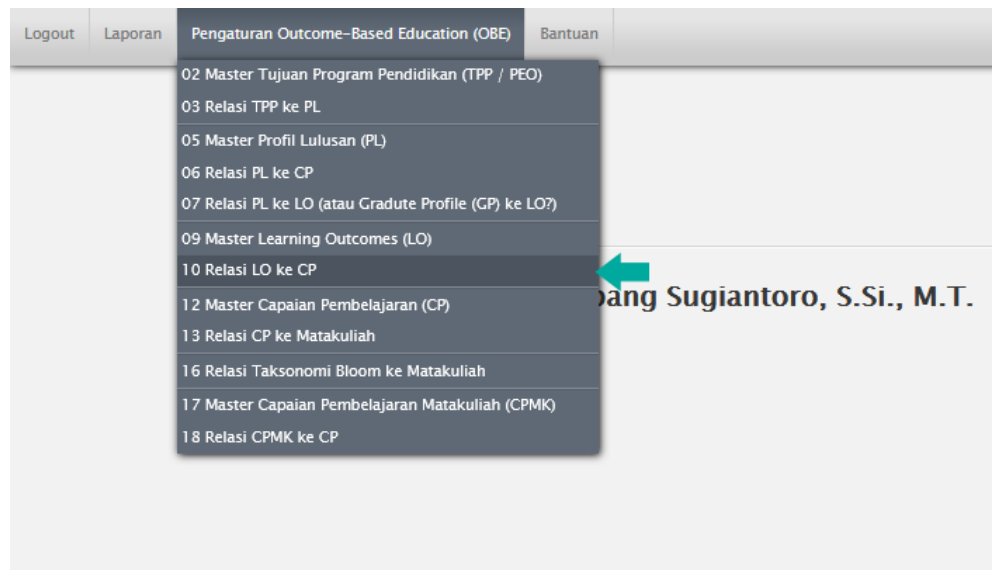 Logout Laporan Pengaturan Outcome-Based Education (OBE) Bantuan
02 Master Tujuan Program Pendidikan (TPP / PEO)
03 Relasi TPP ke PL
05 Master Profil Lulusan (PL)
06 Relasi PL ke CP
07 Relasi PL ke LO (atau Gradute Profile (GP) ke LO?)
09 Master Learning Outcomes (LO)
10 Relasi LO ke CP
12 Master Capaian Pembelajaran (CP)
13 Relasi CP ke Matakuliah
16 Relasi Taksonomi Bloom ke Matakuliah
17 Master Capaian Pembelajaran Matakuliah (CPMK)
18 Relasi CPMK ke CP
Sugiantoro, S.Si., M.T.